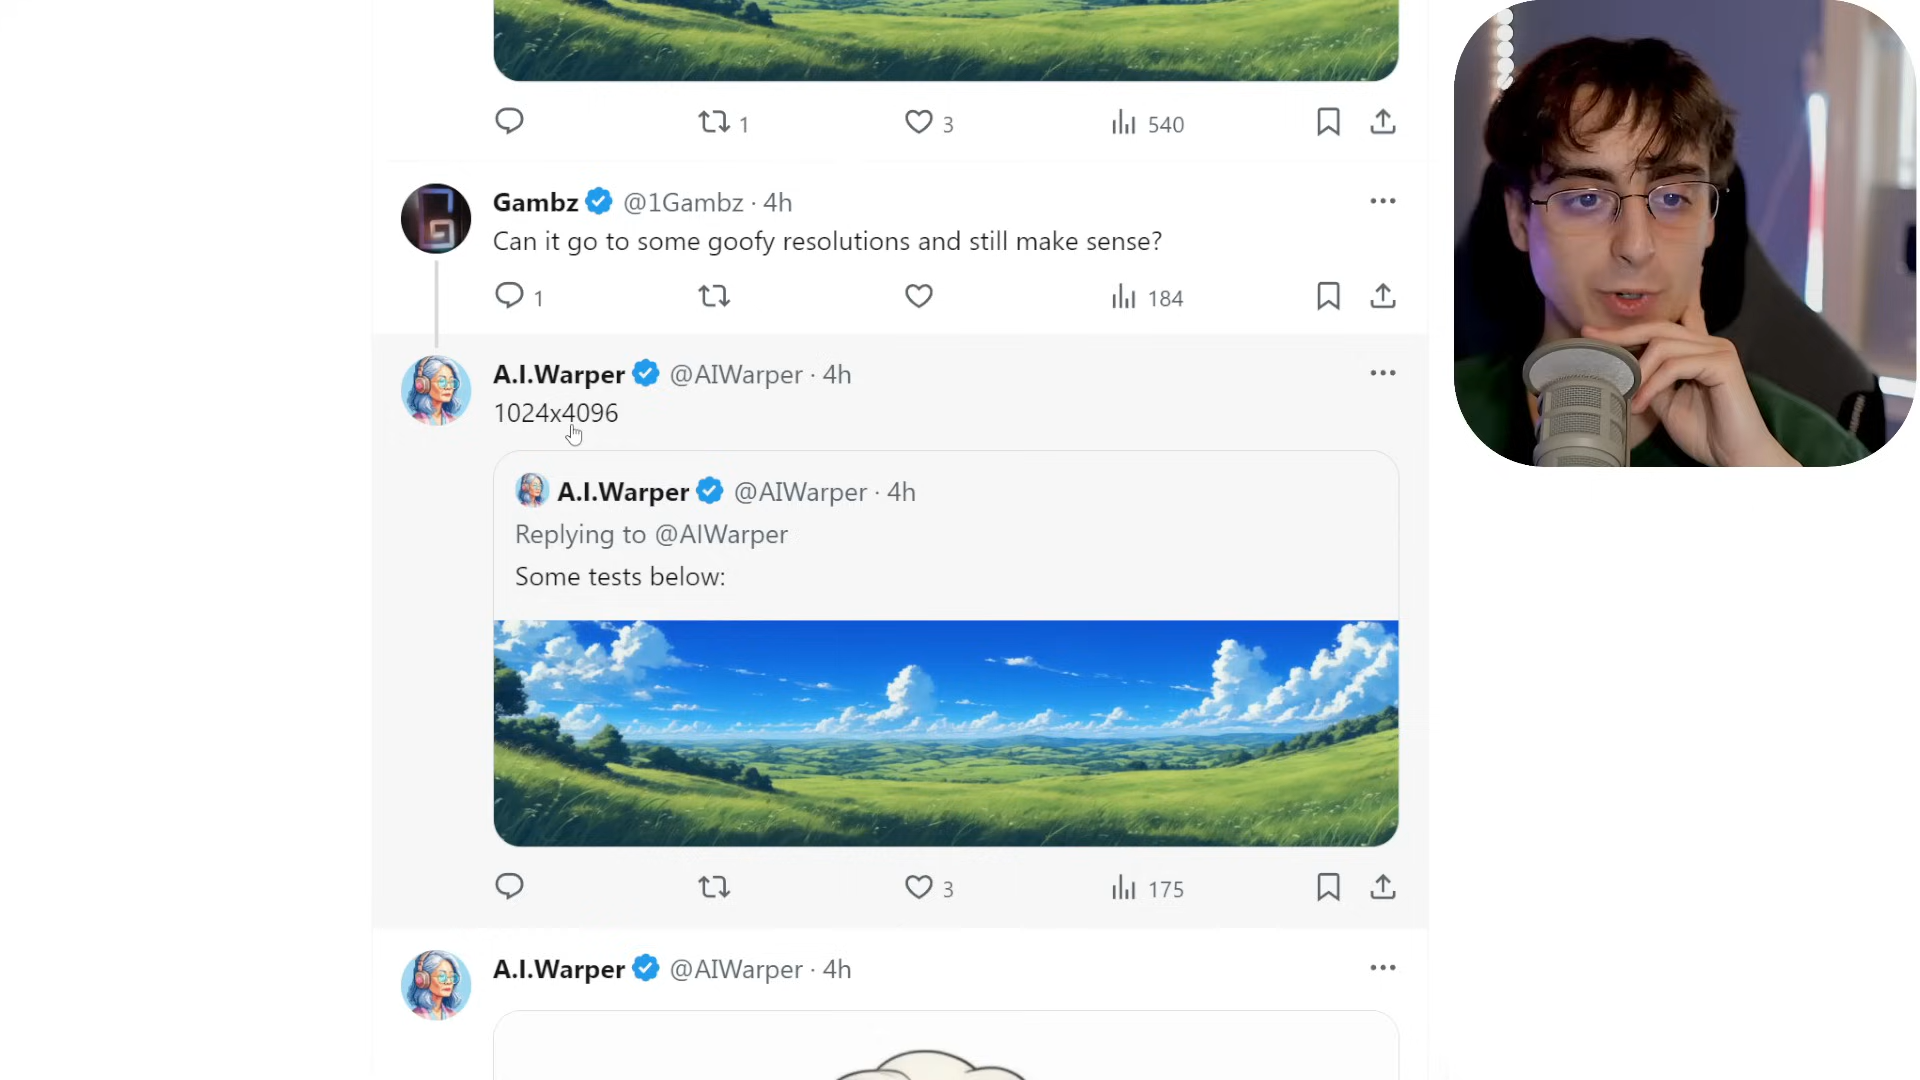 1
3
540
Gambz @1Gambz · 4h
Can it go to some goofy resolutions and still make sense?
1
184
A.I.Warper @AIWarper · 4h
1024x4096
A.I.Warper @AIWarper · 4h
Replying to @AIWarper
Some tests below:
3
175
A.I.Warper @AIWarper · 4h